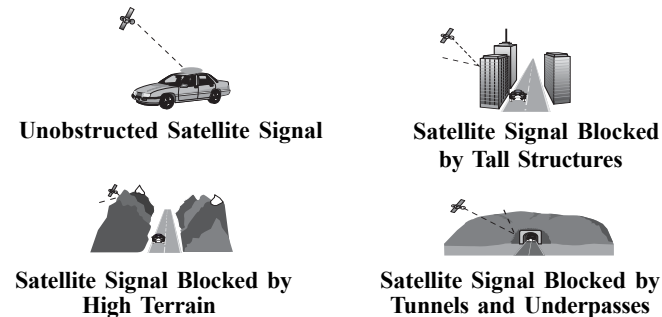 Unobstructed Satellite Signal
Satellite Signal Blocked
by Tall Structures
Satellite Signal Blocked by
High Terrain
Satellite Signal Blocked by
Tunnels and Underpasses